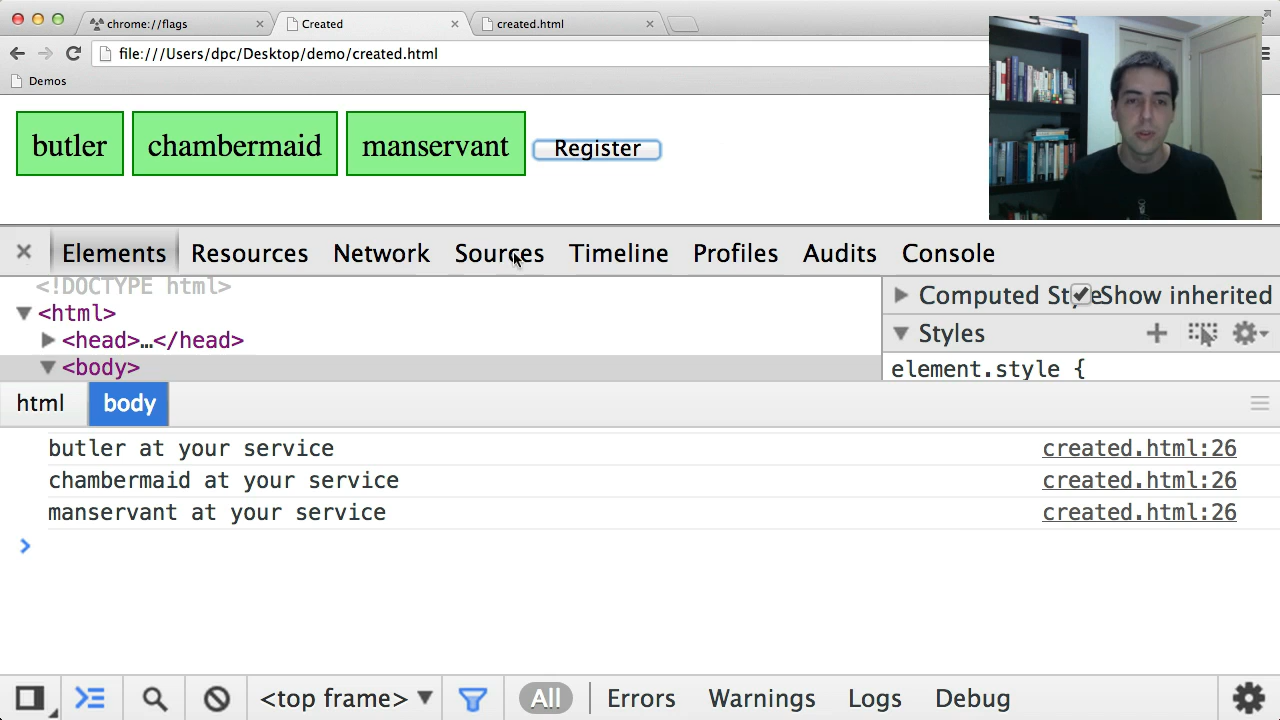 chrome://flags
Created
created.html
file:///Users/dpc/Desktop/demo/created.html
Demos
butler chambermaid manservant Register
Elements Resources Network Sources Timeline Profiles Audits Console
<!DOCTYPE html>
<html>
<head>…</head>
<body>
Computed Style Show inherited
Styles
element.style {
html body
butler at your service created.html:26
chambermaid at your service created.html:26
manservant at your service created.html:26
<top frame> All Errors Warnings Logs Debug